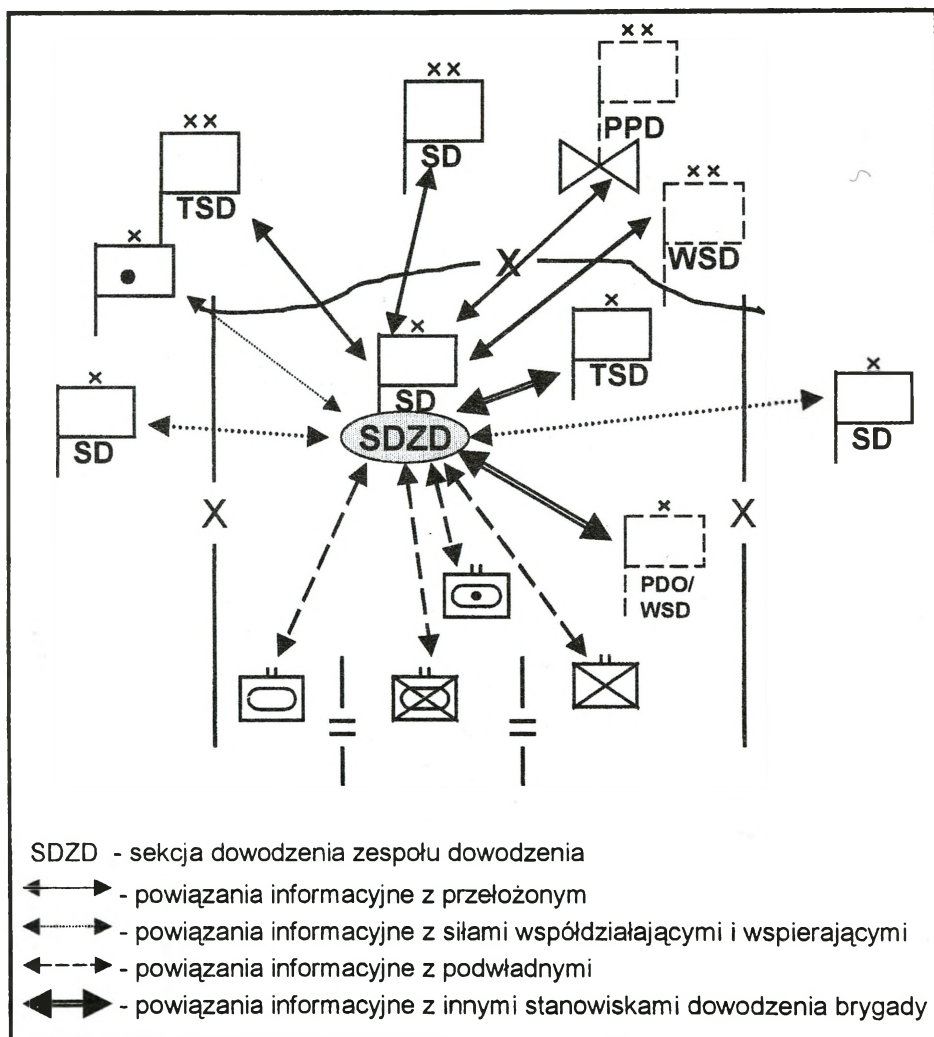 x x
PPD
x x
SD
x x
TSD
x x
WSD
x
X
x
TSD
x
SD
SDZD
x
SD
x
SD
X
X
x
PDO/
WSD
SDZD - sekcja dowodzenia zespołu dowodzenia
- powiązania informacyjne z przełożonym
- powiązania informacyjne z siłami współdziałającymi i wspierającymi
- powiązania informacyjne z podwładnymi
- powiązania informacyjne z innymi stanowiskami dowodzenia brygady